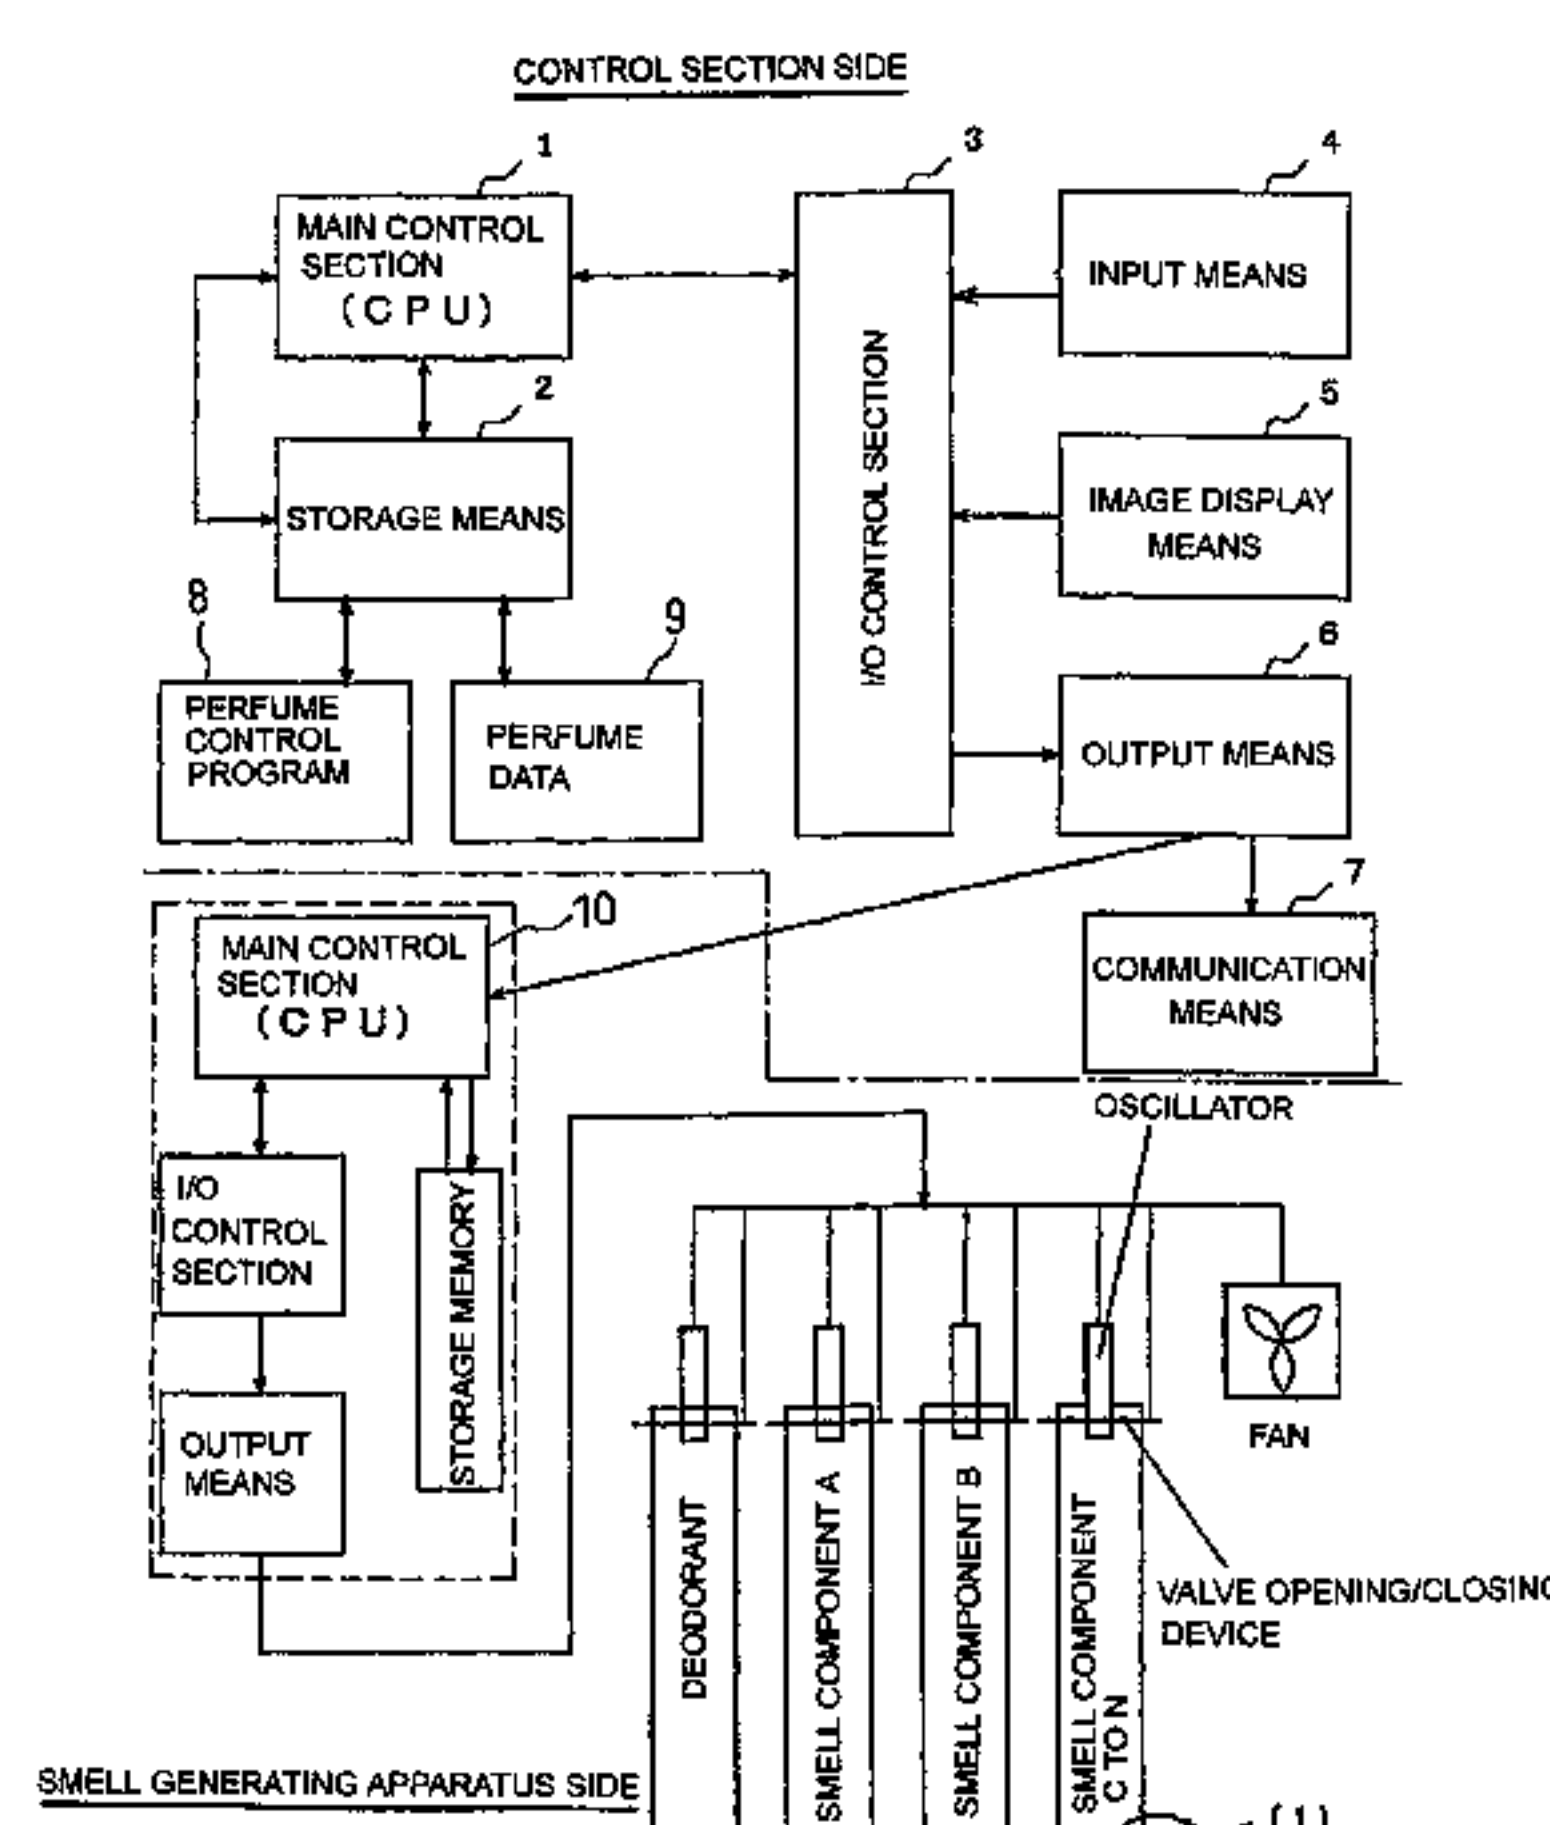 CONTROL SECTION SIDE
1
MAIN CONTROL
SECTION
(CPU)
2
STORAGE MEANS
8
PERFUME
CONTROL
PROGRAM
9
PERFUME
DATA
3
I/O CONTROL SECTION
4
INPUT MEANS
5
IMAGE DISPLAY
MEANS
6
OUTPUT MEANS
7
COMMUNICATION
MEANS
10
MAIN CONTROL
SECTION
(CPU)
I/O
CONTROL
SECTION
STORAGE MEMORY
OUTPUT
MEANS
OSCILLATOR
FAN
DEODORANT
SMELL COMPONENT A
SMELL COMPONENT B
SMELL COMPONENT
C TO N
VALVE OPENING/CLOSING
DEVICE
SMELL GENERATING APPARATUS SIDE
(1)